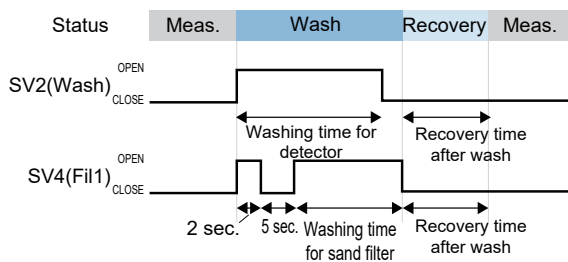 Status Meas. Wash Recovery Meas.
OPEN
SV2(Wash)
CLOSE
Washing time for
detector
Recovery time
after wash
OPEN
SV4(Fil1)
CLOSE
2 sec.
5 sec.
Washing time
for sand filter
Recovery time
after wash